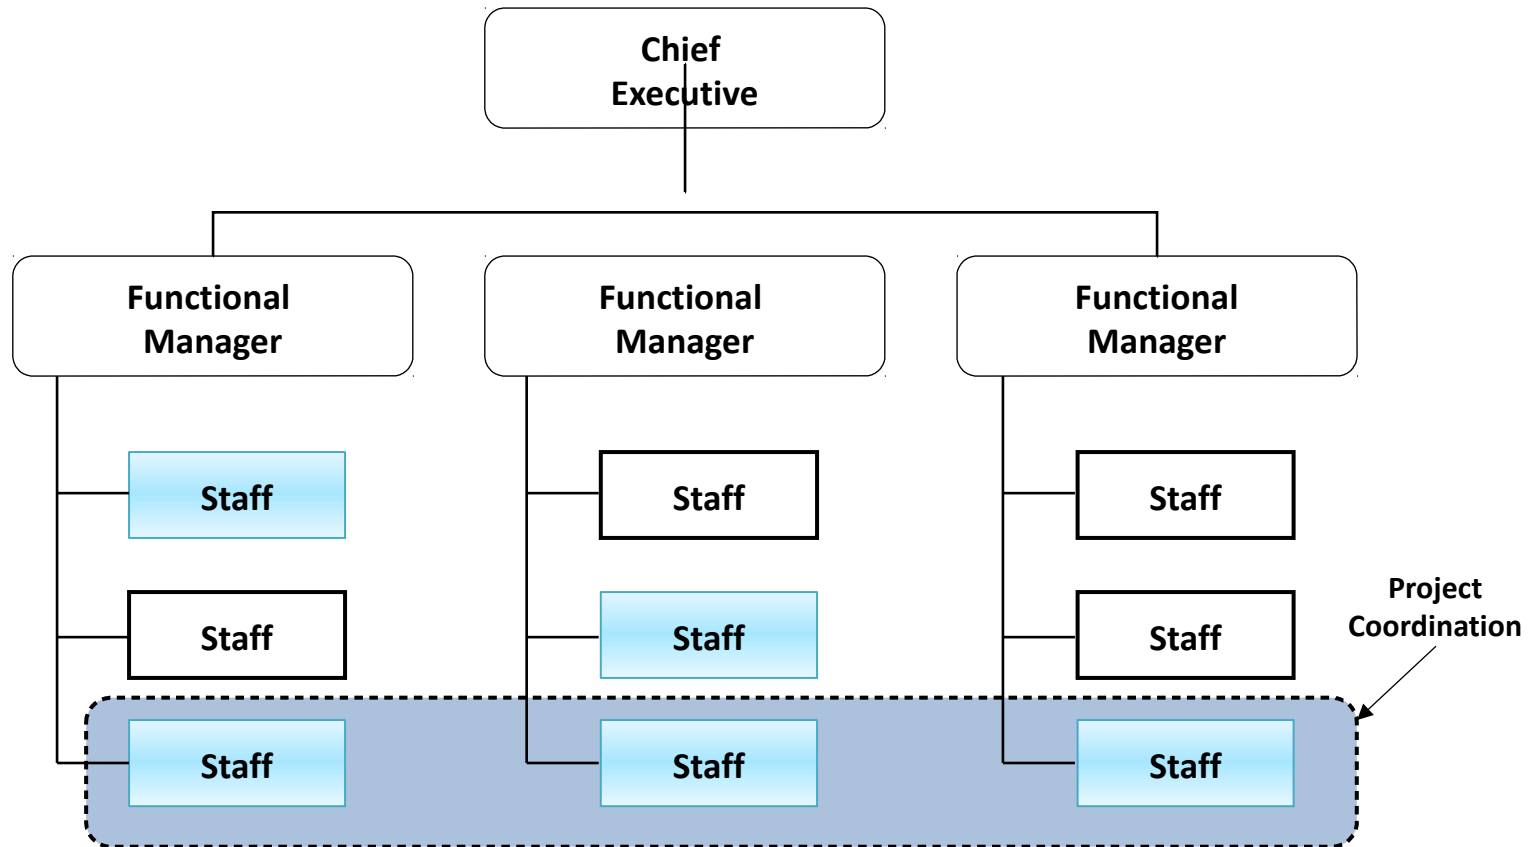 Chief
Executive
Functional
Manager
Functional
Manager
Functional
Manager
Staff
Staff
Staff
Staff
Staff
Staff
Project
Coordination
Staff
Staff
Staff